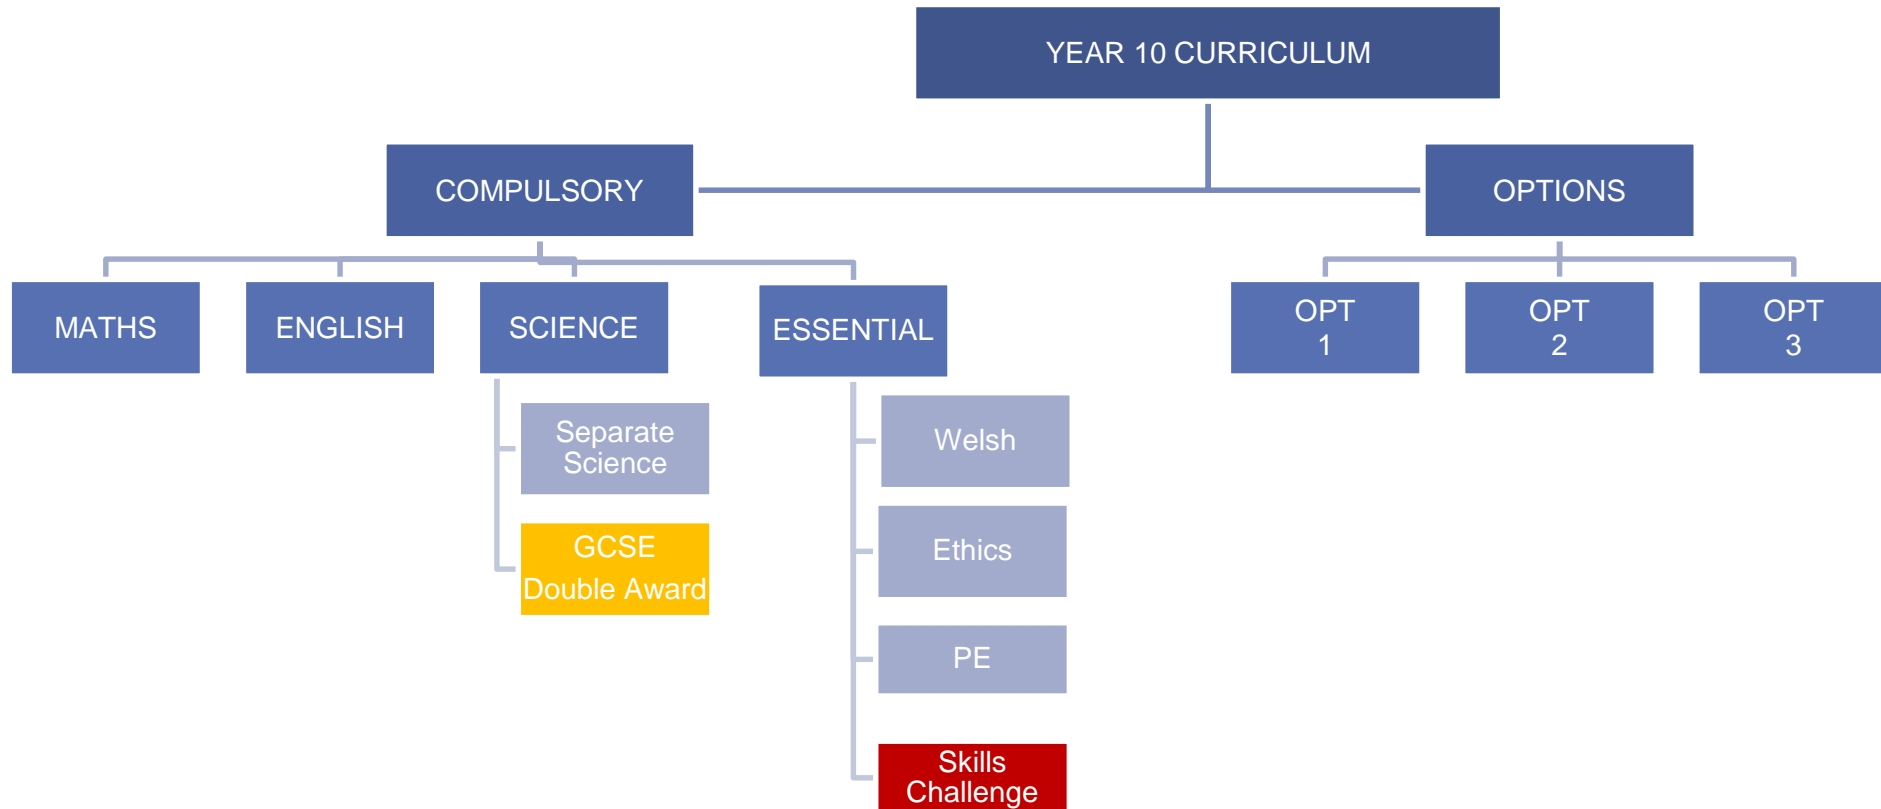 YEAR 10 CURRICULUM
COMPULSORY
OPTIONS
MATHS
ENGLISH
SCIENCE
ESSENTIAL
OPT
1
OPT
2
OPT
3
Separate
Science
GCSE
Double Award
Welsh
Ethics
PE
Skills
Challenge